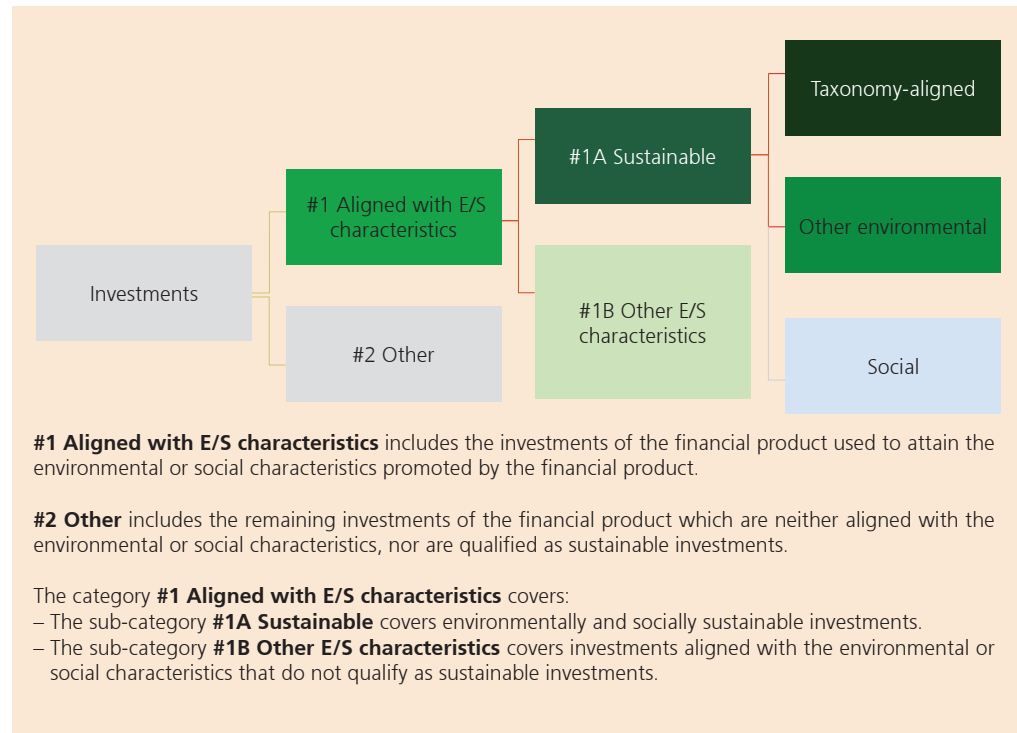 Taxonomy-aligned
#1A Sustainable
#1 Aligned with E/S
characteristics
Other environmental
Investments
#1B Other E/S
characteristics
#2 Other
Social
#1 Aligned with E/S characteristics includes the investments of the financial product used to attain the
environmental or social characteristics promoted by the financial product.
#2 Other includes the remaining investments of the financial product which are neither aligned with the
environmental or social characteristics, nor are qualified as sustainable investments.
The category #1 Aligned with E/S characteristics covers:
– The sub-category #1A Sustainable covers environmentally and socially sustainable investments.
– The sub-category #1B Other E/S characteristics covers investments aligned with the environmental or
social characteristics that do not qualify as sustainable investments.